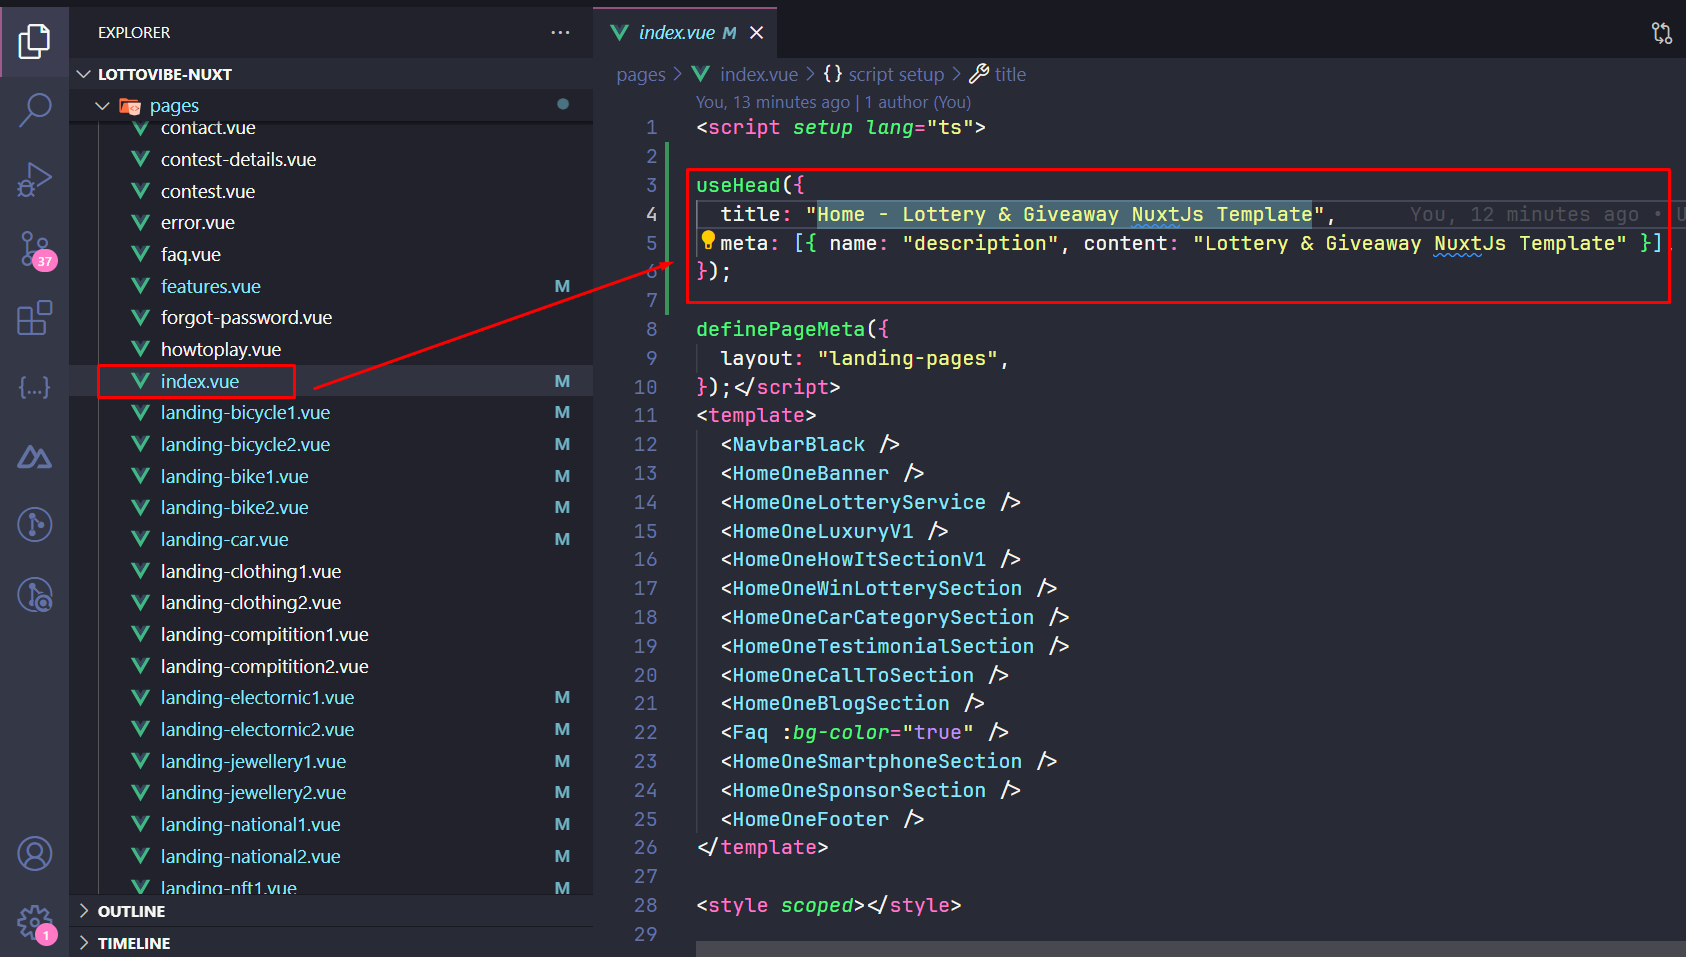 EXPLORER
LOTTOVIBE-NUXT
pages
contact.vue
contest-details.vue
contest.vue
error.vue
faq.vue
features.vue M
forgot-password.vue
howtoplay.vue
index.vue M
landing-bicycle1.vue M
landing-bicycle2.vue M
landing-bike1.vue M
landing-bike2.vue M
landing-car.vue M
landing-clothing1.vue
landing-clothing2.vue
landing-compitition1.vue
landing-compitition2.vue
landing-electornic1.vue M
landing-electornic2.vue M
landing-jewellery1.vue M
landing-jewellery2.vue M
landing-national1.vue M
landing-national2.vue M
landing-nft1.vue M
OUTLINE
TIMELINE
37
1
index.vue M
pages > index.vue > {} script setup > title
You, 13 minutes ago | 1 author (You)
1 <script setup lang="ts">
2
3 useHead({
4 title: "Home - Lottery & Giveaway NuxtJs Template", You, 12 minutes ago • U
5 meta: [{ name: "description", content: "Lottery & Giveaway NuxtJs Template" }]
6 });
7
8 definePageMeta({
9 layout: "landing-pages",
10 });</script>
11 <template>
12 <NavbarBlack />
13 <HomeOneBanner />
14 <HomeOneLotteryService />
15 <HomeOneLuxuryV1 />
16 <HomeOneHowItSectionV1 />
17 <HomeOneWinLotterySection />
18 <HomeOneCarCategorySection />
19 <HomeOneTestimonialSection />
20 <HomeOneCallToSection />
21 <HomeOneBlogSection />
22 <Faq :bg-color="true" />
23 <HomeOneSmartphoneSection />
24 <HomeOneSponsorSection />
25 <HomeOneFooter />
26 </template>
27
28 <style scoped></style>
29